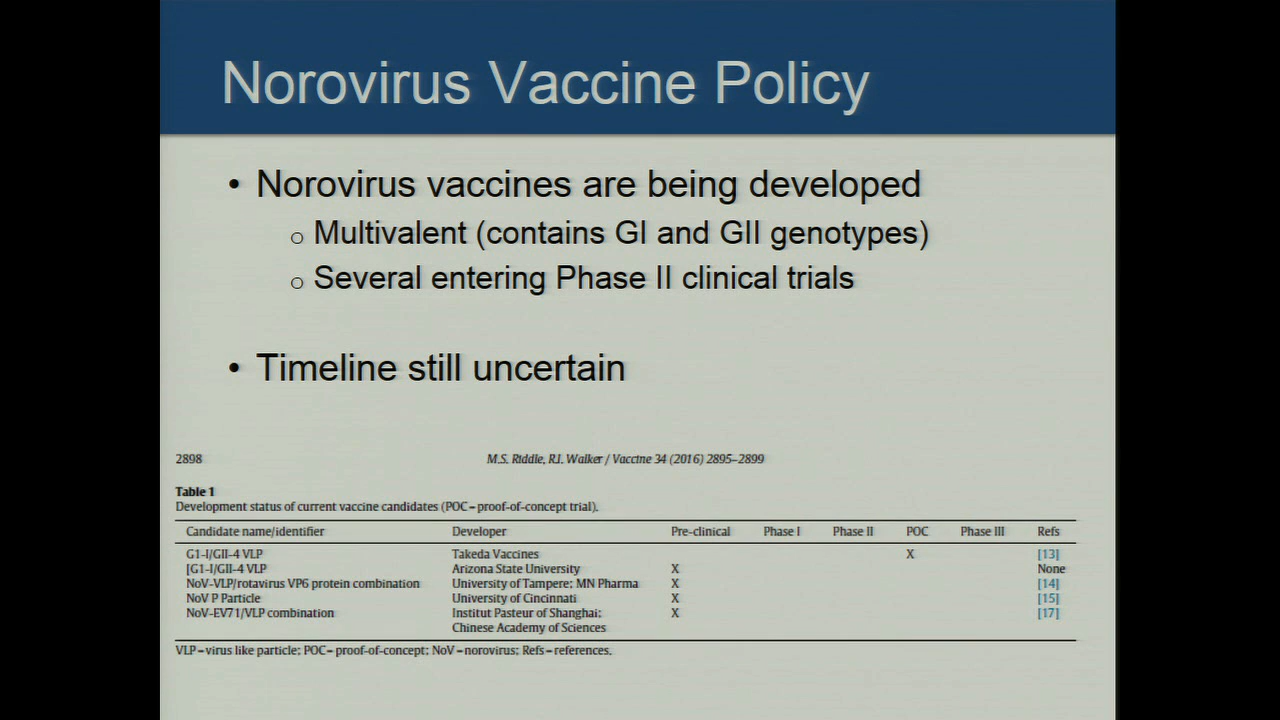 Norovirus Vaccine Policy
• Norovirus vaccines are being developed
o Multivalent (contains GI and GII genotypes)
o Several entering Phase II clinical trials
• Timeline still uncertain
2898 M.S. Riddle, R.I. Walker / Vaccine 34 (2016) 2895–2899
Table 1
Development status of current vaccine candidates (POC = proof-of-concept trial).
Candidate name/identifier Developer Pre-clinical Phase I Phase II POC Phase III Refs
G1-I/GII-4 VLP Takeda Vaccines X [13]
[G1-I/GII-4 VLP Arizona State University X None
NoV-VLP/rotavirus VP6 protein combination University of Tampere; MN Pharma X [14]
NoV P Particle University of Cincinnati X [15]
NoV-EV71/VLP combination Institut Pasteur of Shanghai; X [17]
Chinese Academy of Sciences
VLP = virus like particle; POC = proof-of-concept; NoV = norovirus; Refs = references.